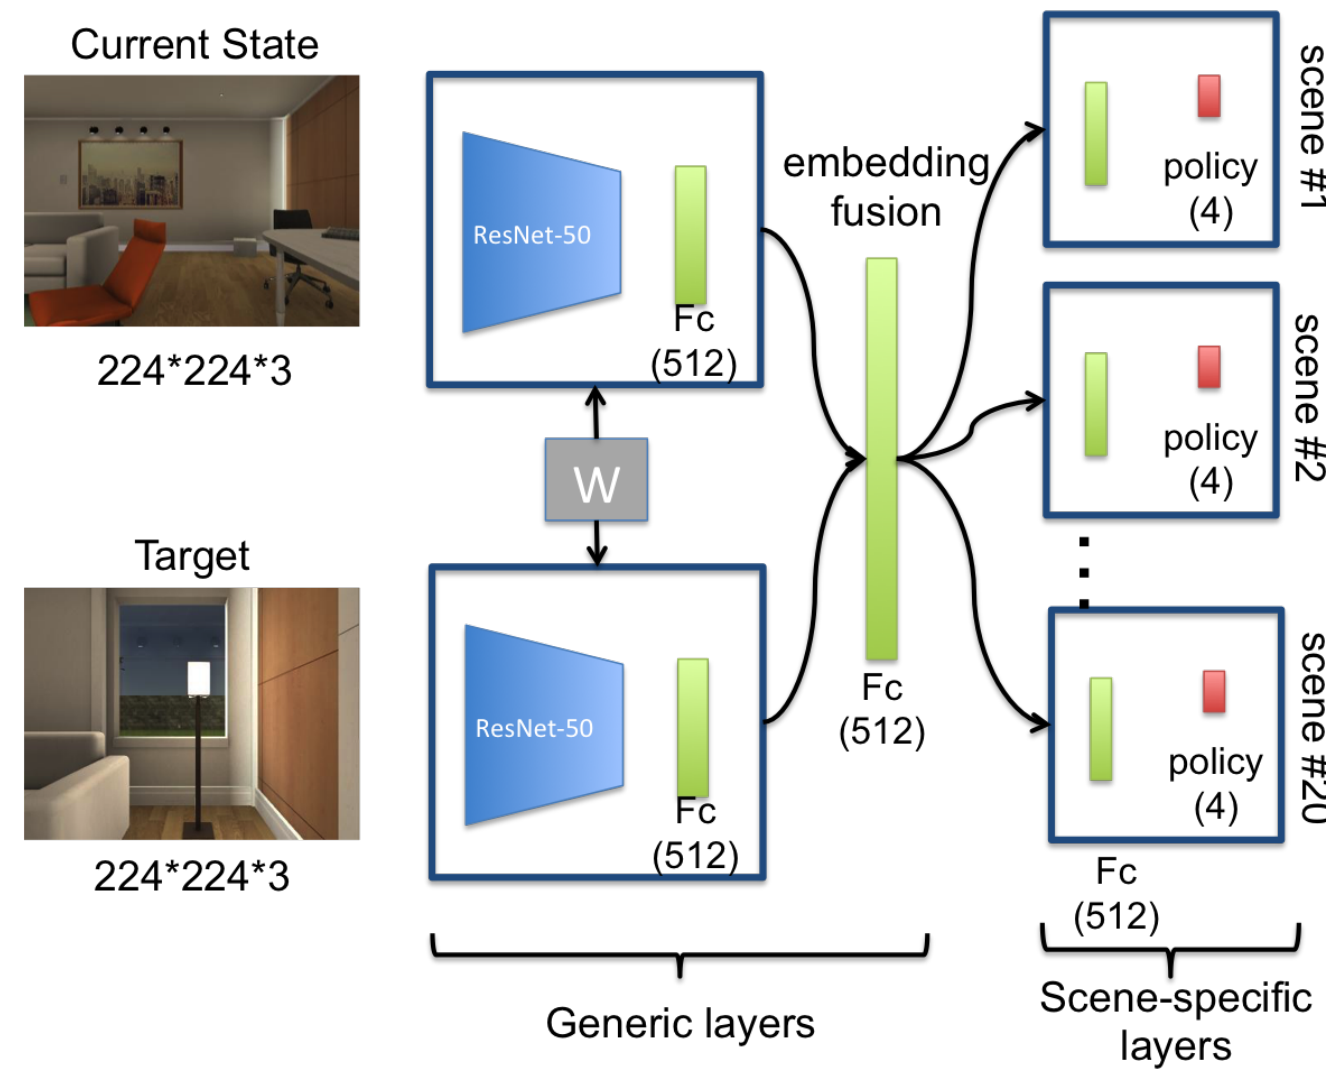 Current State
224*224*3
Target
224*224*3
ResNet-50
Fc
(512)
W
ResNet-50
Fc
(512)
embedding
fusion
Fc
(512)
policy
(4)
scene #1
policy
(4)
scene #2
policy
(4)
scene #20
Fc
(512)
Generic layers
Scene-specific
layers